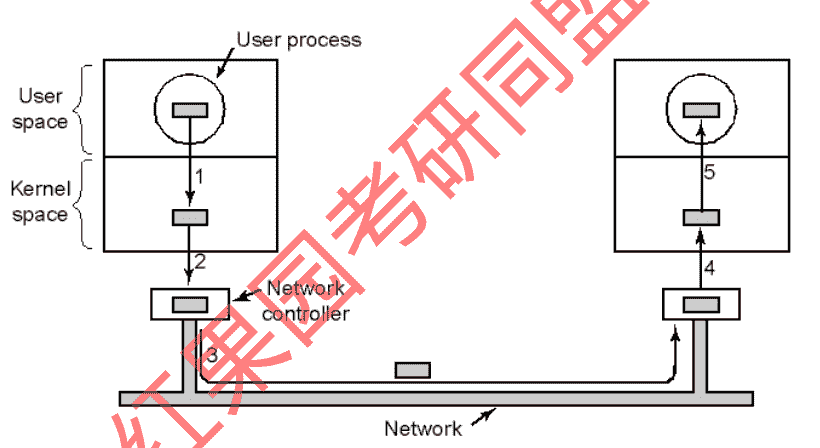 User process
User
space
1
5
Kernel
space
2
4
Network
controller
3
Network
红果园考研同盟